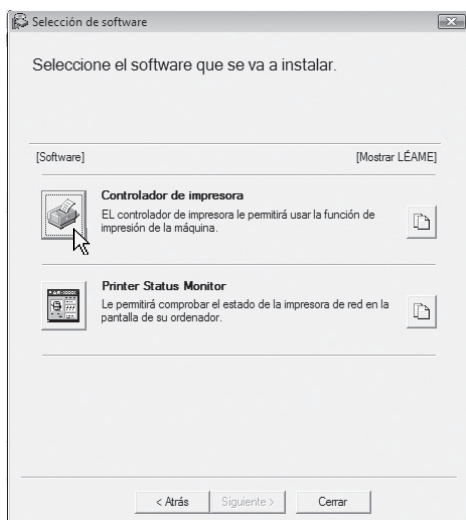 Selección de software
Seleccione el software que se va a instalar.
[Software] [Mostrar LÉAME]
Controlador de impresora
EL controlador de impresora le permitirá usar la función de
impresión de la máquina.
Printer Status Monitor
Le permitirá comprobar el estado de la impresora de red en la
pantalla de su ordenador.
< Atrás Siguiente > Cerrar